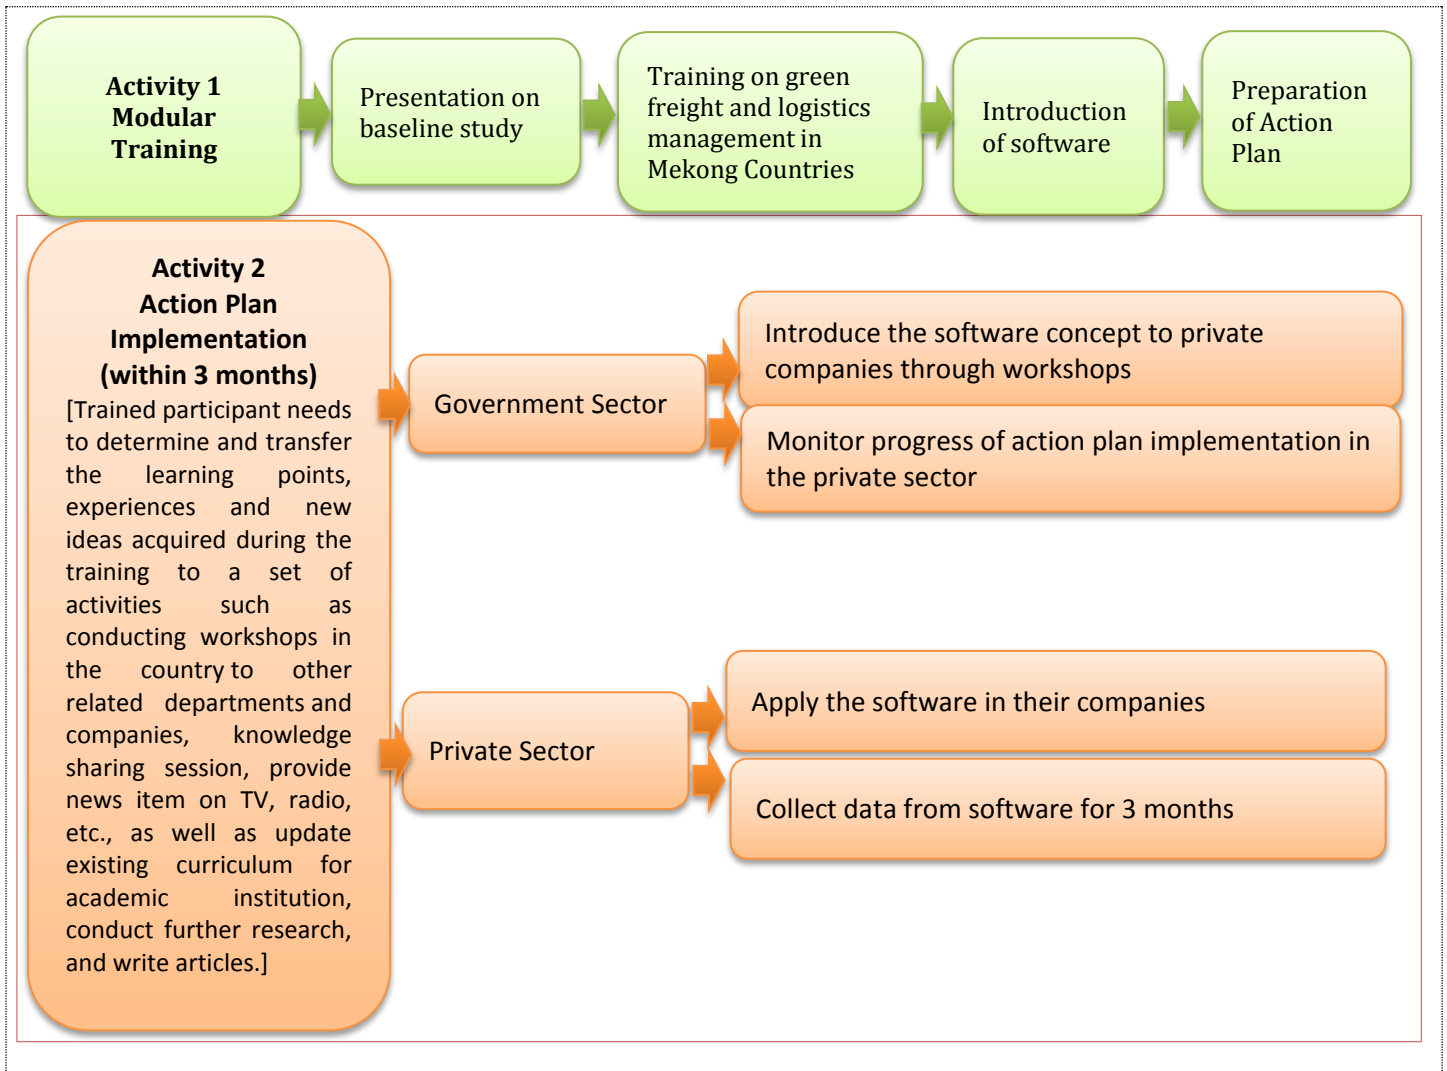 Activity 1
Modular
Training
Presentation on
baseline study
Training on green
freight and logistics
management in
Mekong Countries
Introduction
of software
Preparation
of Action
Plan
Activity 2
Action Plan
Implementation
(within 3 months)
[Trained participant needs
to determine and transfer
the learning points,
experiences and new
ideas acquired during the
training to a set of
activities such as
conducting workshops in
the country to other
related departments and
companies, knowledge
sharing session, provide
news item on TV, radio,
etc., as well as update
existing curriculum for
academic institution,
conduct further research,
and write articles.]
Government Sector
Introduce the software concept to private
companies through workshops
Monitor progress of action plan implementation in
the private sector
Private Sector
Apply the software in their companies
Collect data from software for 3 months